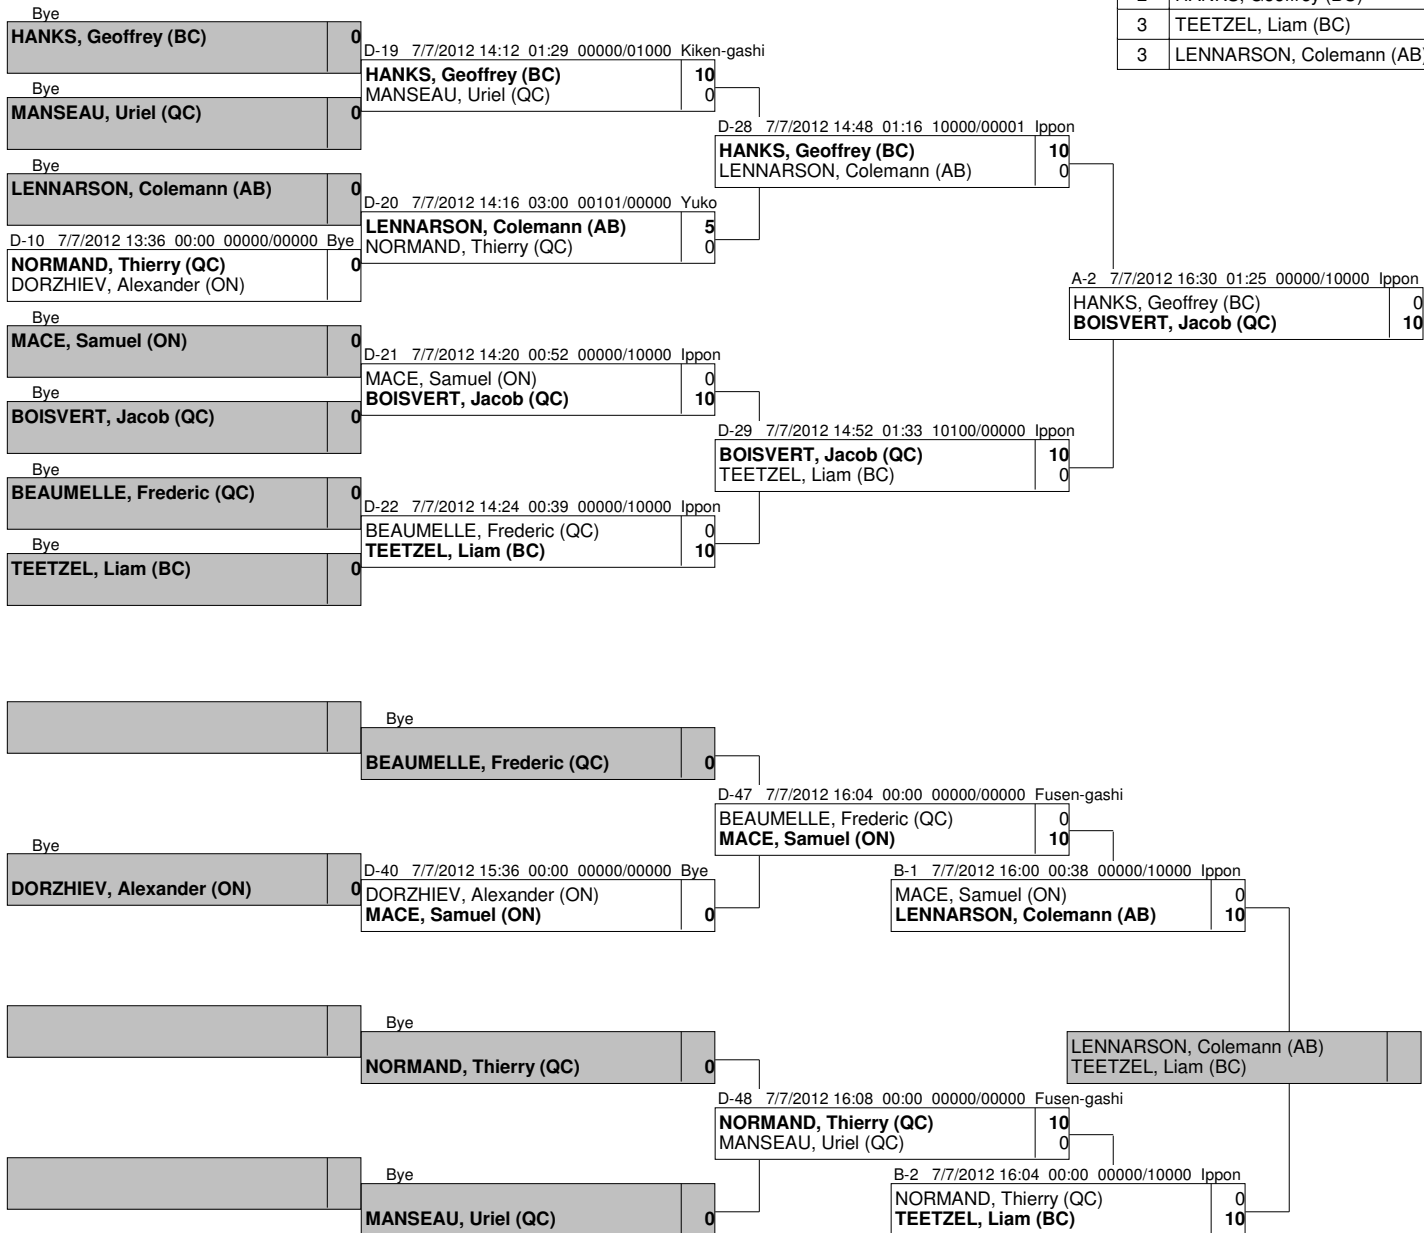 2 HANKS, Geoffrey (BC)
3 TEETZEL, Liam (BC)
3 LENNARSON, Colemann (AB)
Bye
HANKS, Geoffrey (BC) 0
Bye
MANSEAU, Uriel (QC) 0
Bye
LENNARSON, Colemann (AB) 0
D-10 7/7/2012 13:36 00:00 00000/00000 Bye
NORMAND, Thierry (QC) 0
DORZHIEV, Alexander (ON)
Bye
MACE, Samuel (ON) 0
Bye
BOISVERT, Jacob (QC) 0
Bye
BEAUMELLE, Frederic (QC) 0
Bye
TEETZEL, Liam (BC) 0
D-19 7/7/2012 14:12 01:29 00000/01000 Kiken-gashi
HANKS, Geoffrey (BC) 10
MANSEAU, Uriel (QC) 0
D-20 7/7/2012 14:16 03:00 00101/00000 Yuko
LENNARSON, Colemann (AB) 5
NORMAND, Thierry (QC) 0
D-21 7/7/2012 14:20 00:52 00000/10000 Ippon
MACE, Samuel (ON) 0
BOISVERT, Jacob (QC) 10
D-22 7/7/2012 14:24 00:39 00000/10000 Ippon
BEAUMELLE, Frederic (QC) 0
TEETZEL, Liam (BC) 10
D-28 7/7/2012 14:48 01:16 10000/00001 Ippon
HANKS, Geoffrey (BC) 10
LENNARSON, Colemann (AB) 0
D-29 7/7/2012 14:52 01:33 10100/00000 Ippon
BOISVERT, Jacob (QC) 10
TEETZEL, Liam (BC) 0
A-2 7/7/2012 16:30 01:25 00000/10000 Ippon
HANKS, Geoffrey (BC) 0
BOISVERT, Jacob (QC) 10
Bye
DORZHIEV, Alexander (ON) 0
Bye
BEAUMELLE, Frederic (QC) 0
D-40 7/7/2012 15:36 00:00 00000/00000 Bye
DORZHIEV, Alexander (ON)
MACE, Samuel (ON) 0
Bye
NORMAND, Thierry (QC) 0
Bye
MANSEAU, Uriel (QC) 0
D-47 7/7/2012 16:04 00:00 00000/00000 Fusen-gashi
BEAUMELLE, Frederic (QC) 0
MACE, Samuel (ON) 10
D-48 7/7/2012 16:08 00:00 00000/00000 Fusen-gashi
NORMAND, Thierry (QC) 10
MANSEAU, Uriel (QC) 0
B-1 7/7/2012 16:00 00:38 00000/10000 Ippon
MACE, Samuel (ON) 0
LENNARSON, Colemann (AB) 10
B-2 7/7/2012 16:04 00:00 00000/10000 Ippon
NORMAND, Thierry (QC) 0
TEETZEL, Liam (BC) 10
LENNARSON, Colemann (AB)
TEETZEL, Liam (BC)